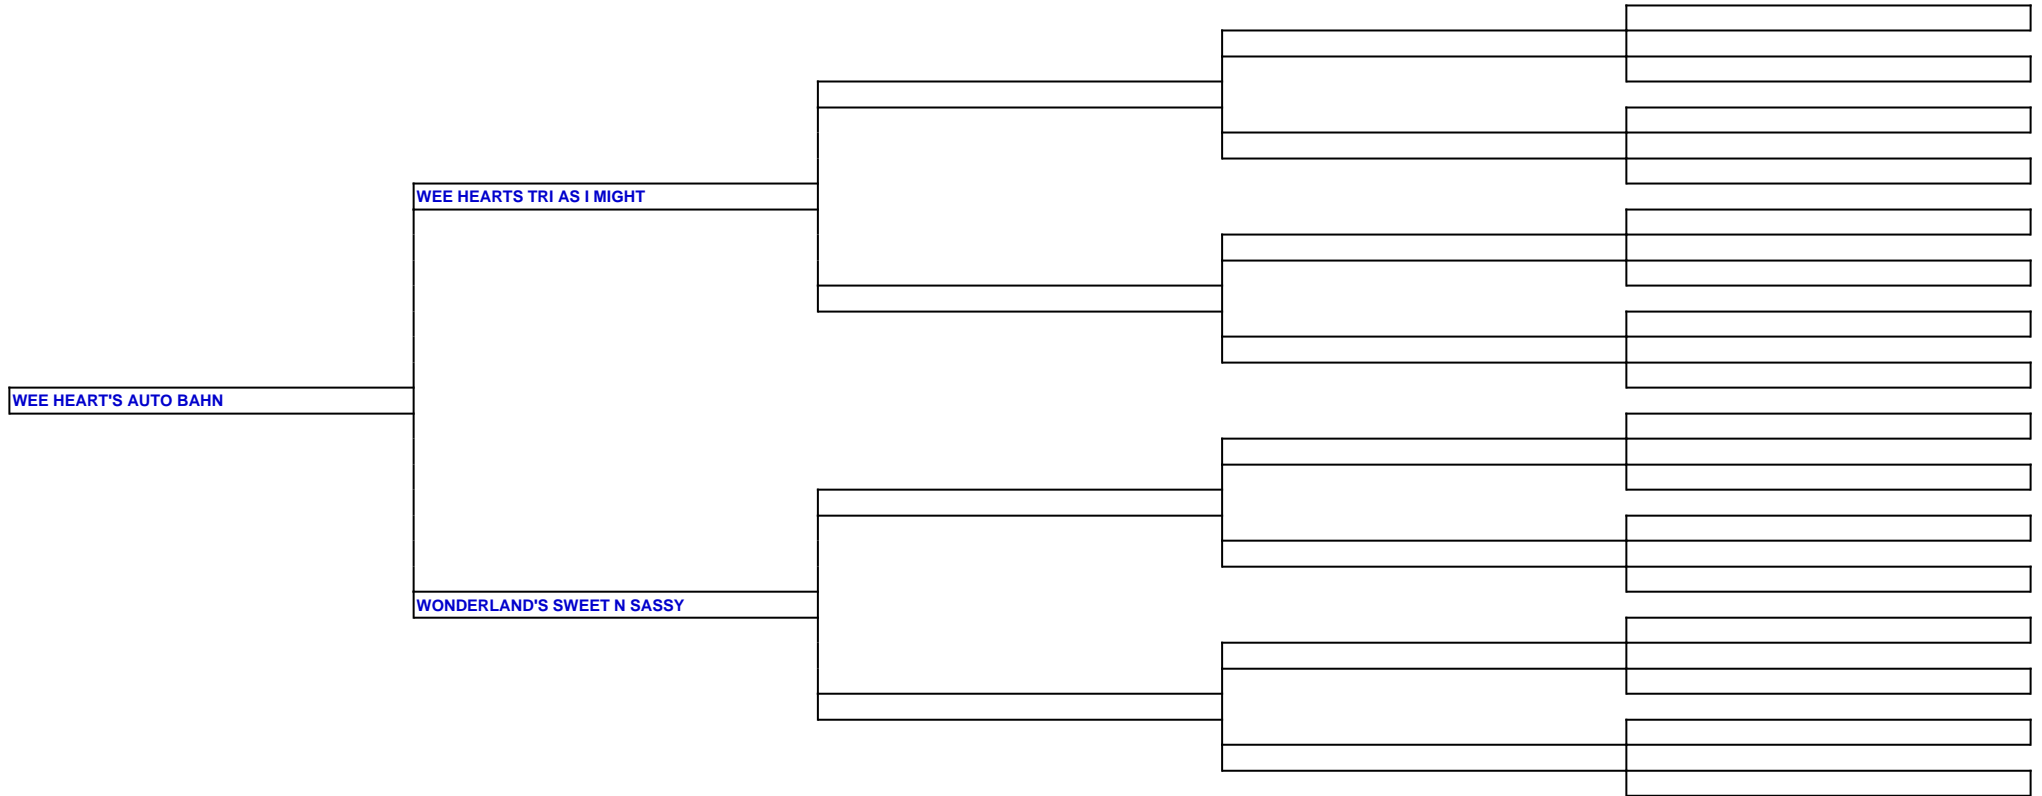 WEE HEARTS TRI AS I MIGHT
WEE HEART'S AUTO BAHN
WONDERLAND'S SWEET N SASSY